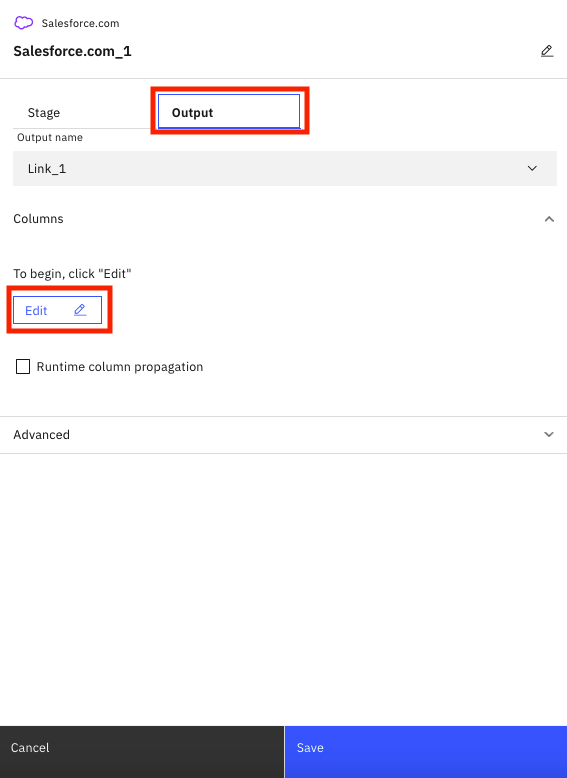 Salesforce.com
Salesforce.com_1
Stage
Output
Output name
Link_1
Columns
To begin, click "Edit"
Edit
Runtime column propagation
Advanced
Cancel
Save